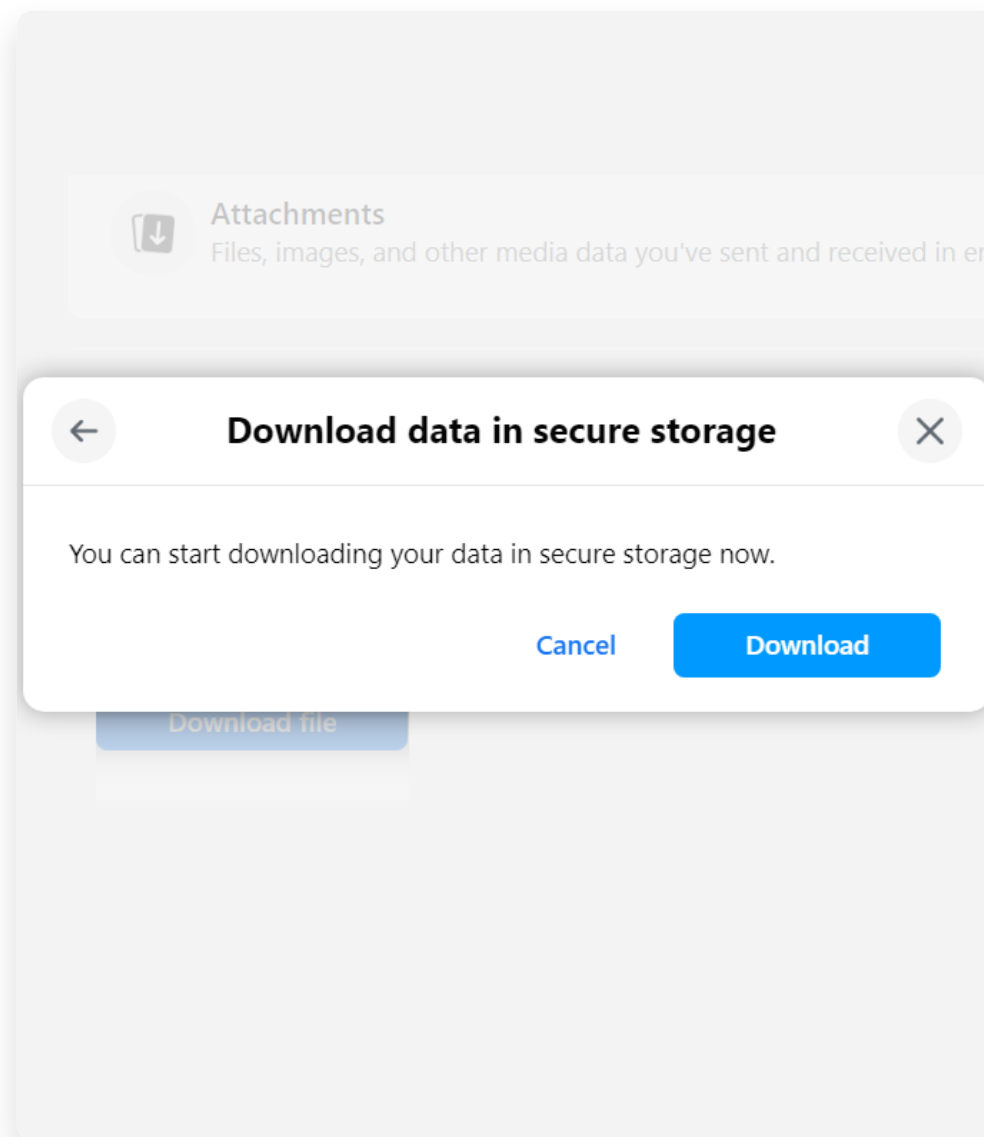 Attachments
Files, images, and other media data you've sent and received in
Download data in secure storage
You can start downloading your data in secure storage now.
Cancel
Download
Download file